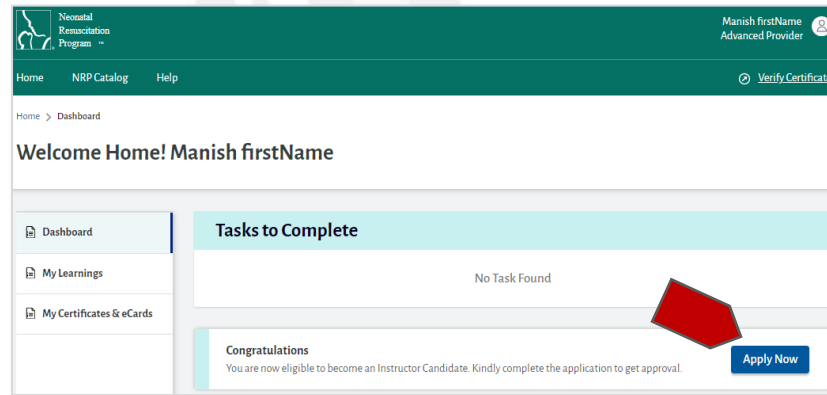 Neonatal
Resuscitation
Program ™
Manish firstName
Advanced Provider
Home NRP Catalog Help
Verify Certificat
Home > Dashboard
Welcome Home! Manish firstName
Dashboard
My Learnings
My Certificates & eCards
Tasks to Complete
No Task Found
Congratulations
You are now eligible to become an Instructor Candidate. Kindly complete the application to get approval.
Apply Now